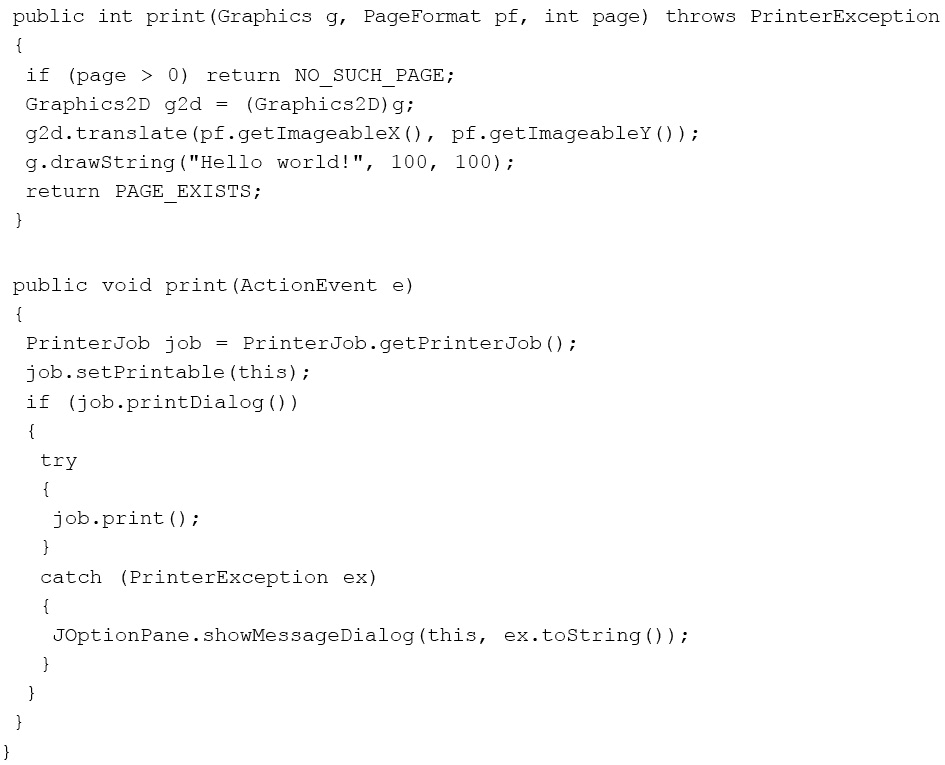 public int print(Graphics g, PageFormat pf, int page) throws PrinterException
{
if (page > 0) return NO_SUCH_PAGE;
Graphics2D g2d = (Graphics2D)g;
g2d.translate(pf.getImageableX(), pf.getImageableY());
g.drawString("Hello world!", 100, 100);
return PAGE_EXISTS;
}

public void print(ActionEvent e)
{
PrinterJob job = PrinterJob.getPrinterJob();
job.setPrintable(this);
if (job.printDialog())
{
try
{
job.print();
}
catch (PrinterException ex)
{
JOptionPane.showMessageDialog(this, ex.toString());
}
}
}
}